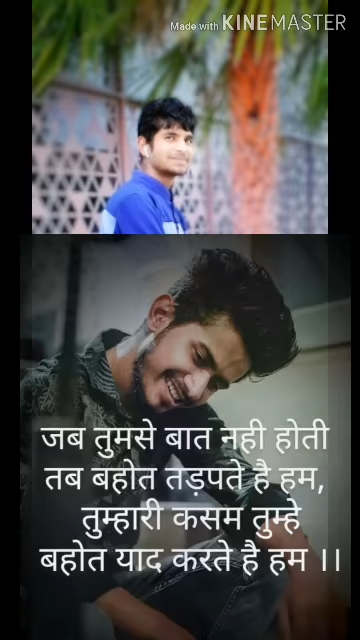 Made with KINEMASTER
जब तुमसे बात नही होती
तब बहोत तड़पते है हम,
तुम्हारी कसम तुम्हे
बहोत याद करते है हम ।।